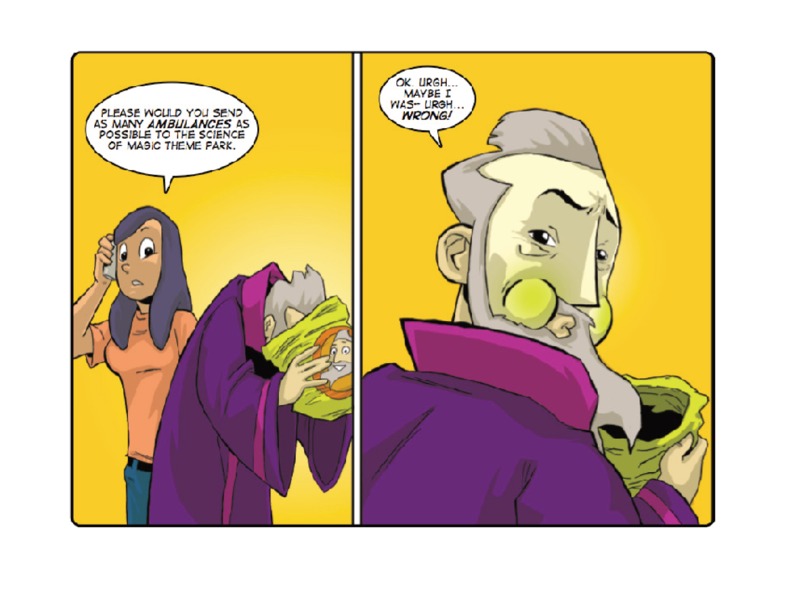 PLEASE WOULD YOU SEND
AS MANY AMBULANCES AS
POSSIBLE TO THE SCIENCE
OF MAGIC THEME PARK.
OK. URGH...
MAYBE I
WAS- URGH...
WRONG!